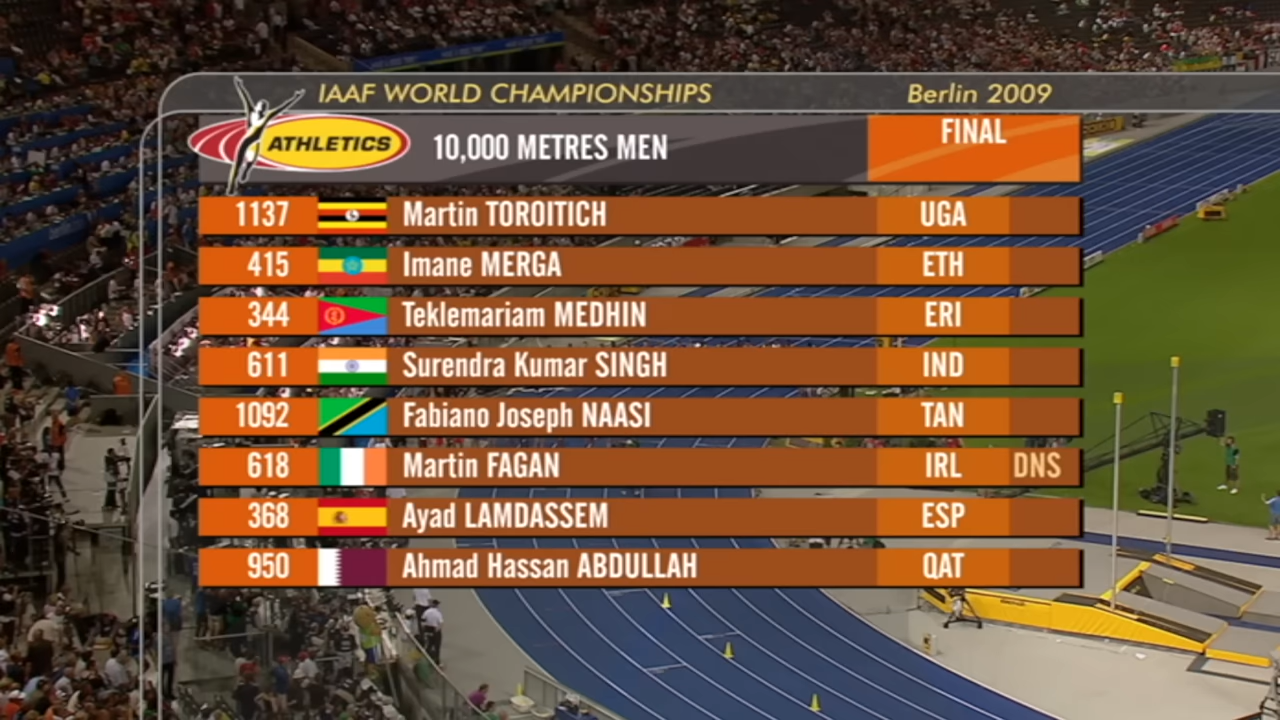 IAAF WORLD CHAMPIONSHIPS Berlin 2009
ATHLETICS 10,000 METRES MEN FINAL
1137 Martin TOROITICH UGA
415 Imane MERGA ETH
344 Teklemariam MEDHIN ERI
611 Surendra Kumar SINGH IND
1092 Fabiano Joseph NAASI TAN
618 Martin FAGAN IRL DNS
368 Ayad LAMDASSEM ESP
950 Ahmad Hassan ABDULLAH QAT